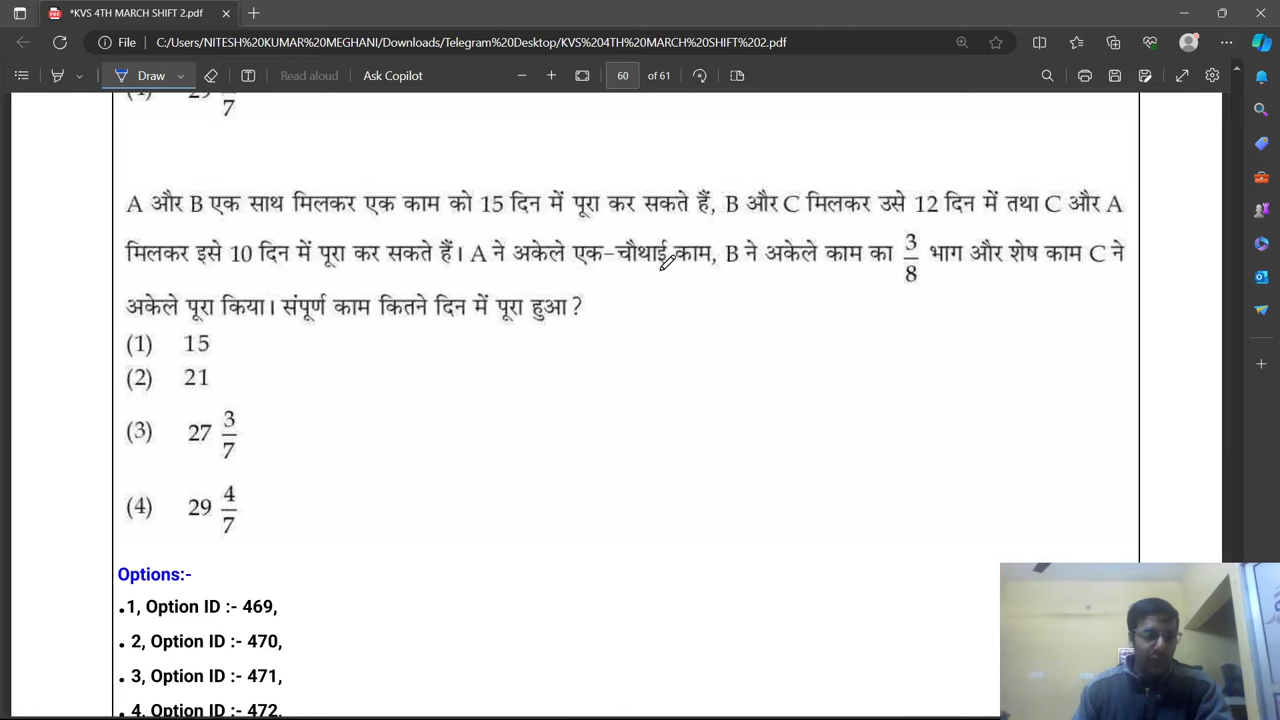 *KVS 4TH MARCH SHIFT 2.pdf
File C:/Users/NITESH%20KUMAR%20MEGHANI/Downloads/Telegram%20Desktop/KVS%204TH%20MARCH%20SHIFT%202.pdf
Draw Read aloud Ask Copilot 60 of 61
7
A और B एक साथ मिलकर एक काम को 15 दिन में पूरा कर सकते हैं, B और C मिलकर उसे 12 दिन में तथा C और A
मिलकर इसे 10 दिन में पूरा कर सकते हैं। A ने अकेले एक-चौथाई काम, B ने अकेले काम का 3/8 भाग और शेष काम C ने
अकेले पूरा किया। संपूर्ण काम कितने दिन में पूरा हुआ ?
(1) 15
(2) 21
(3) 27 3/7
(4) 29 4/7
Options:-
.1, Option ID :- 469,
. 2, Option ID :- 470,
. 3, Option ID :- 471,
. 4, Option ID :- 472,